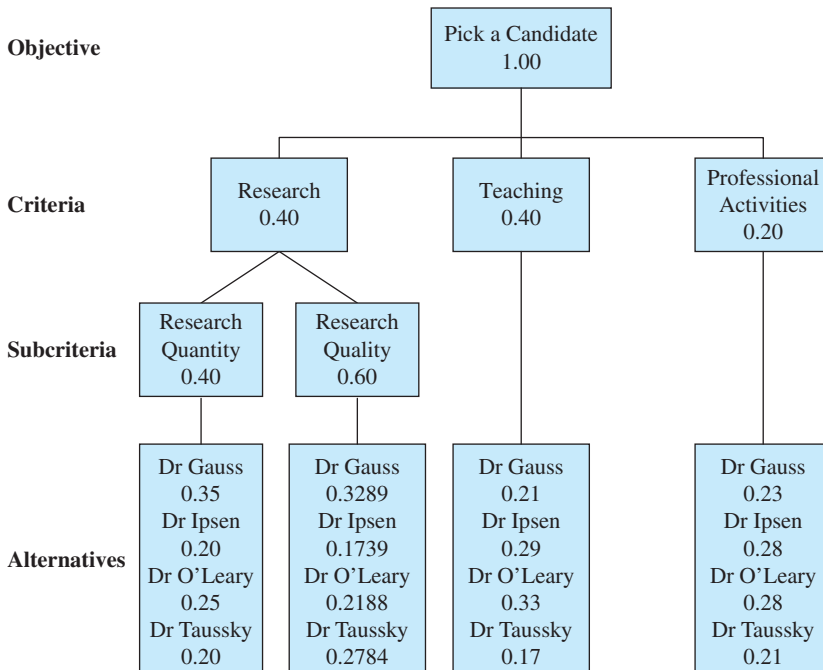 Objective
Pick a Candidate
1.00
Criteria
Research
0.40
Teaching
0.40
Professional
Activities
0.20
Subcriteria
Research
Quantity
0.40
Research
Quality
0.60
Alternatives
Dr Gauss
0.35
Dr Ipsen
0.20
Dr O’Leary
0.25
Dr Taussky
0.20
Dr Gauss
0.3289
Dr Ipsen
0.1739
Dr O’Leary
0.2188
Dr Taussky
0.2784
Dr Gauss
0.21
Dr Ipsen
0.29
Dr O’Leary
0.33
Dr Taussky
0.17
Dr Gauss
0.23
Dr Ipsen
0.28
Dr O’Leary
0.28
Dr Taussky
0.21